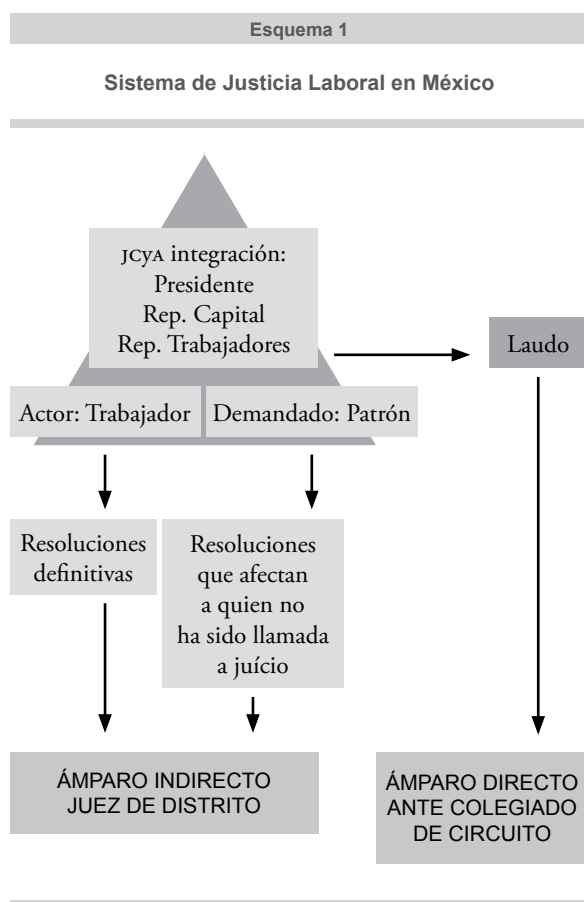 Esquema 1
Sistema de Justicia Laboral en México
JCyA integración:
Presidente
Rep. Capital
Rep. Trabajadores
Laudo
Actor: Trabajador
Demandado: Patrón
Resoluciones
definitivas
Resoluciones
que afectan
a quien no
ha sido llamada
a juício
ÁMPARO INDIRECTO
JUEZ DE DISTRITO
ÁMPARO DIRECTO
ANTE COLEGIADO
DE CIRCUITO